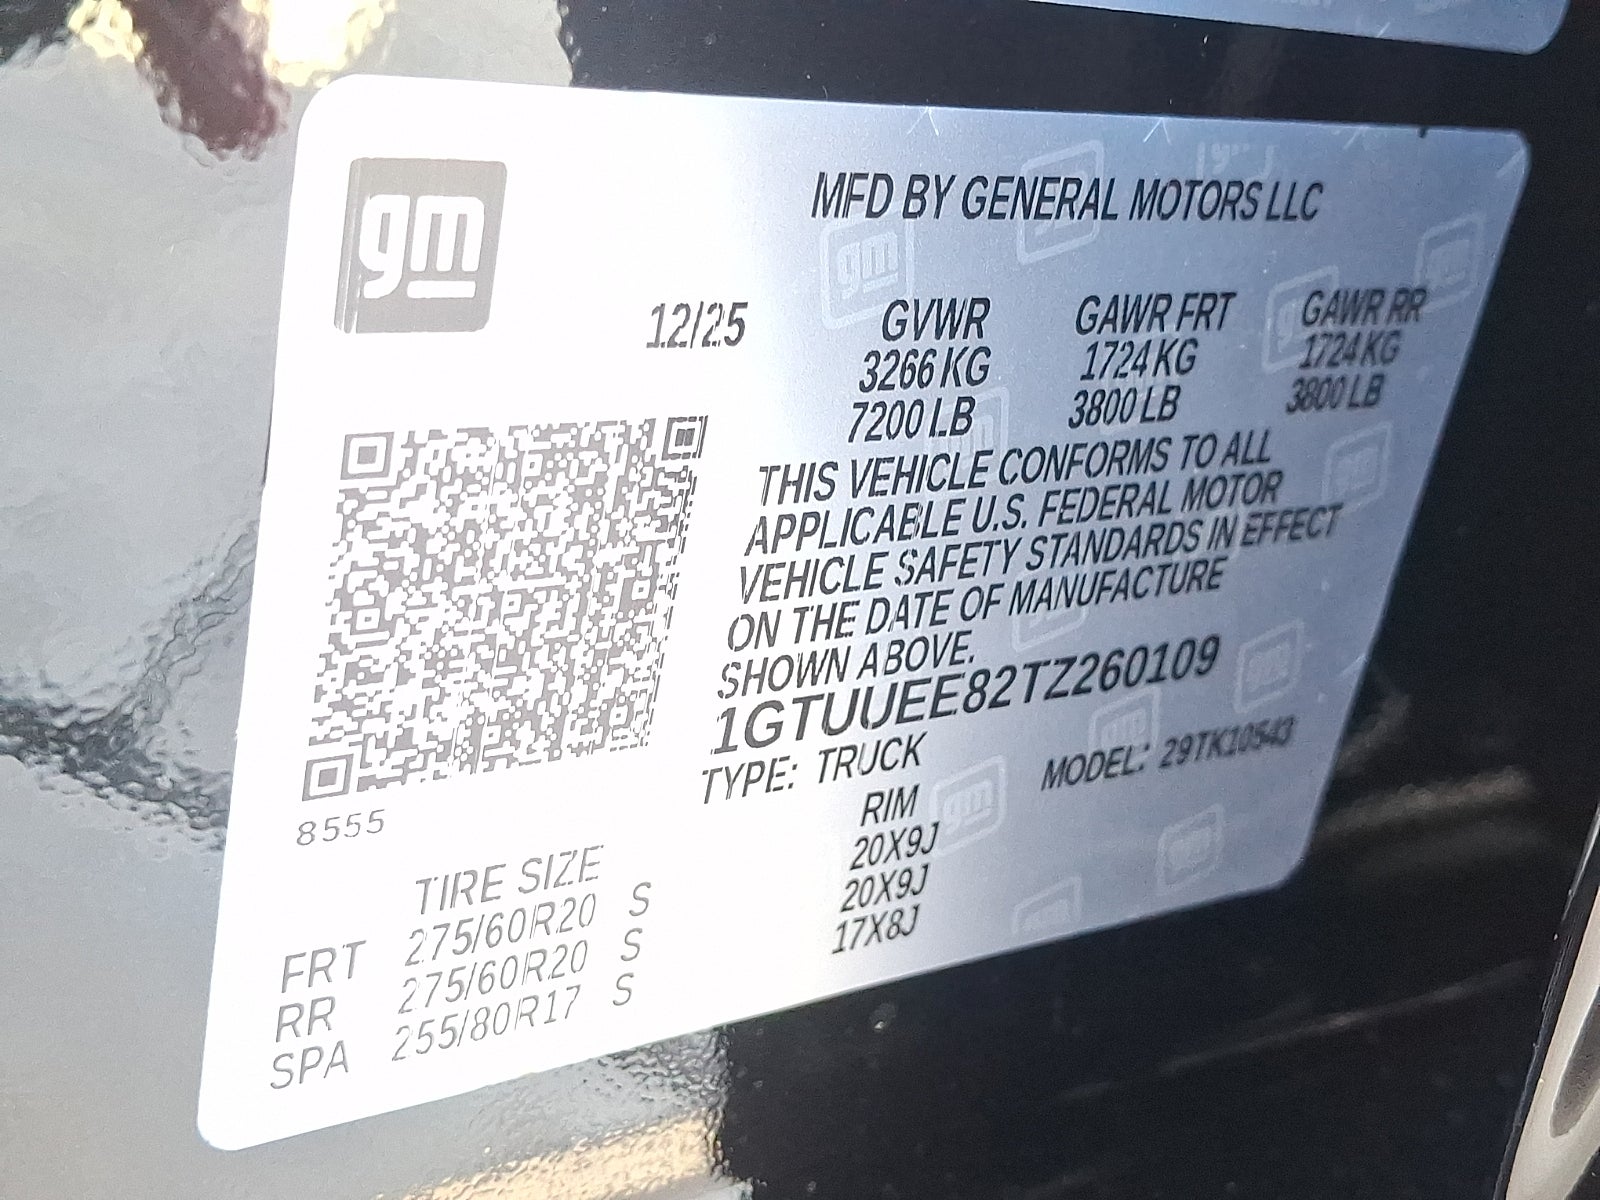 gm
MFD BY GENERAL MOTORS LLC
12/25
GVWR GAWR FRT GAWR RR
3266 KG 1724 KG 1724 KG
7200 LB 3800 LB 3800 LB
THIS VEHICLE CONFORMS TO ALL
APPLICABLE U.S. FEDERAL MOTOR
VEHICLE SAFETY STANDARDS IN EFFECT
ON THE DATE OF MANUFACTURE
SHOWN ABOVE.
1GTUUEE82TZ260109
TYPE: TRUCK MODEL: 29TK10543
8555
TIRE SIZE RIM
FRT 275/60R20 S 20X9J
RR 275/60R20 S 20X9J
SPA 255/80R17 S 17X8J